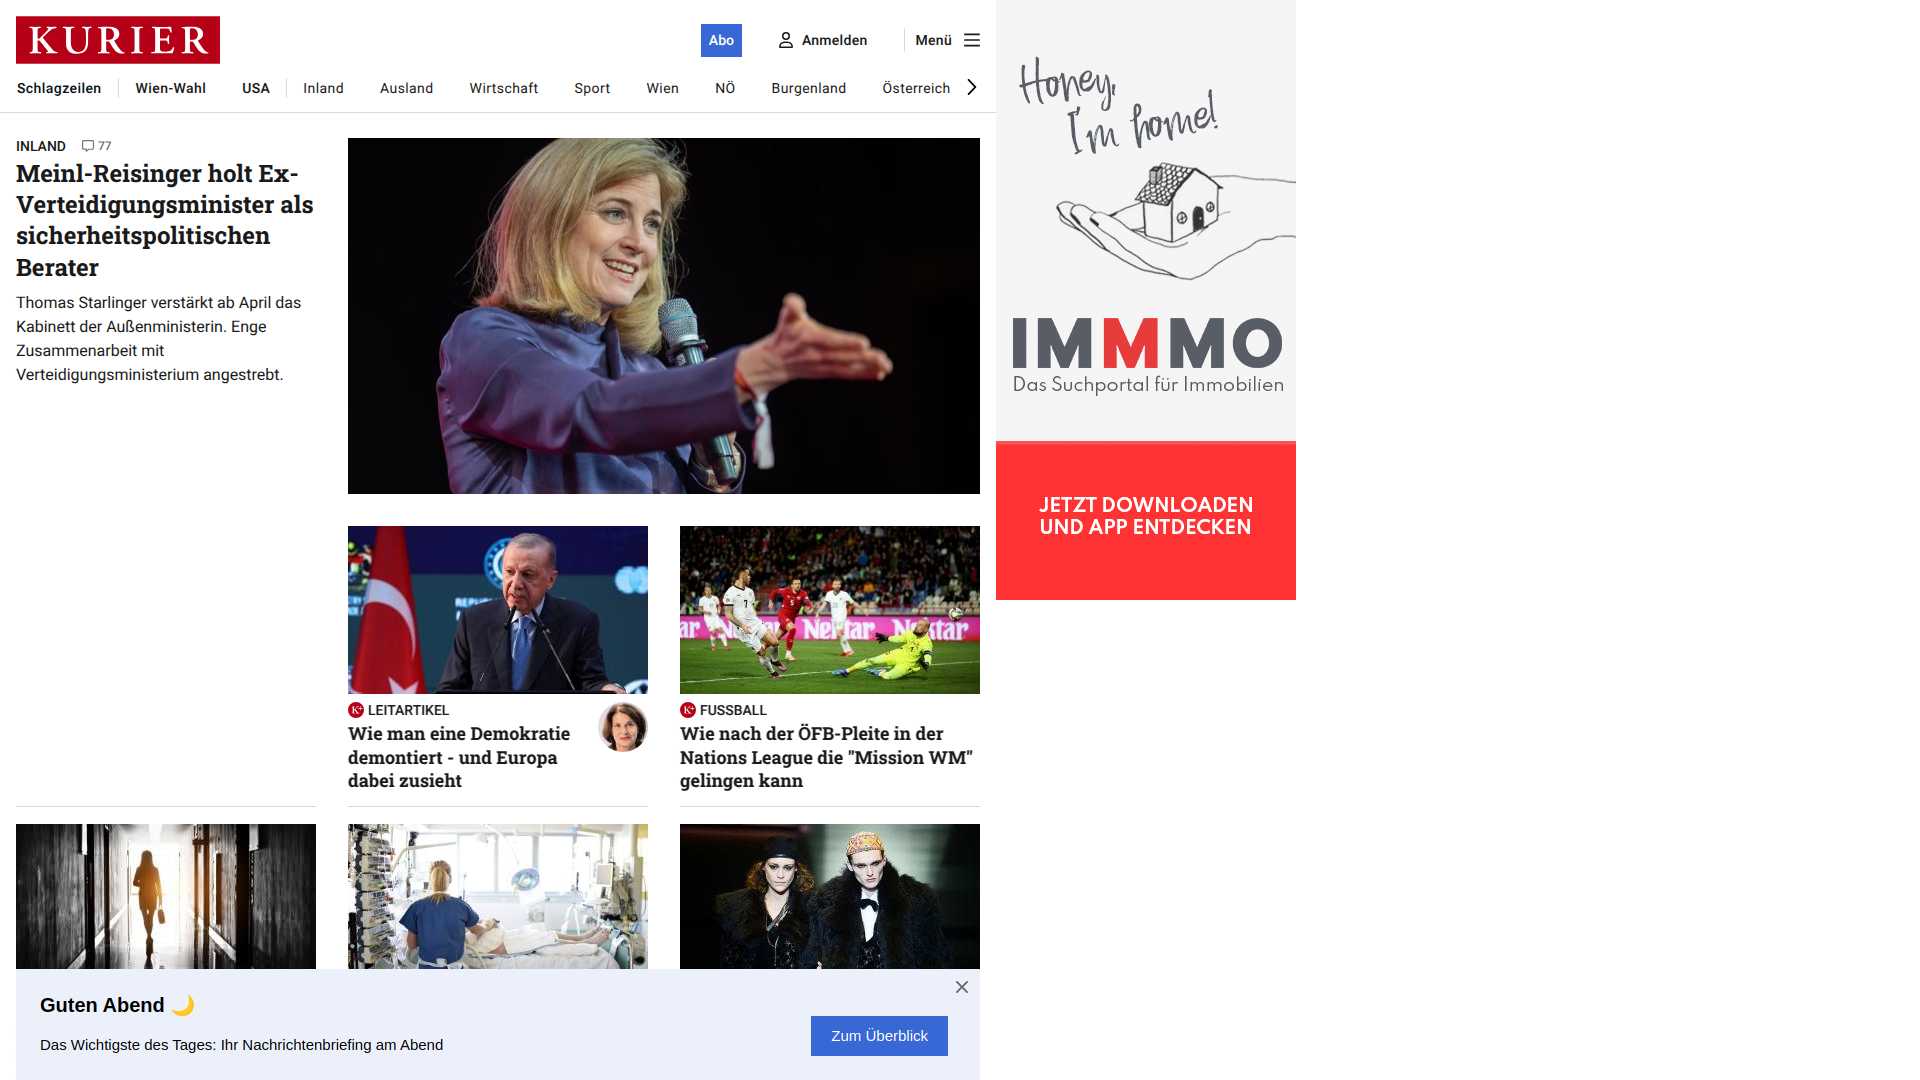 KURIER
Abo
Anmelden
Menü
Schlagzeilen
Wien-Wahl
USA
Inland
Ausland
Wirtschaft
Sport
Wien
NÖ
Burgenland
Österreich
INLAND 77
Meinl-Reisinger holt Ex-
Verteidigungsminister als
sicherheitspolitischen
Berater
Thomas Starlinger verstärkt ab April das
Kabinett der Außenministerin. Enge
Zusammenarbeit mit
Verteidigungsministerium angestrebt.
K+ LEITARTIKEL
Wie man eine Demokratie
demontiert - und Europa
dabei zusieht
Nektar
K+ FUSSBALL
Wie nach der ÖFB-Pleite in der
Nations League die "Mission WM"
gelingen kann
Guten Abend 🌙
Das Wichtigste des Tages: Ihr Nachrichtenbriefing am Abend
Zum Überblick
Honey,
I'm home!
IMMMO
Das Suchportal für Immobilien
JETZT DOWNLOADEN
UND APP ENTDECKEN